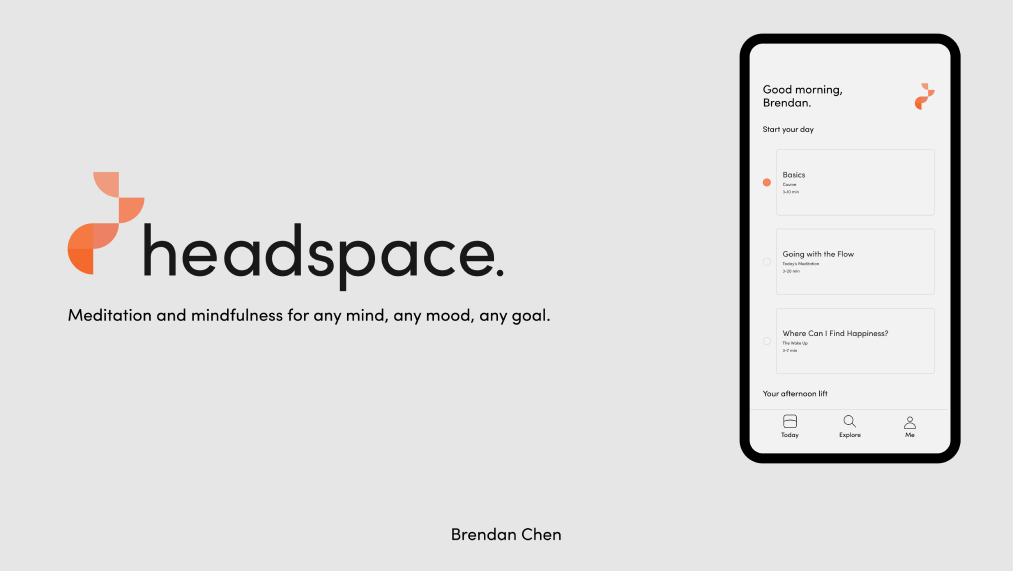 headspace.
Meditation and mindfulness for any mind, any mood, any goal.
Good morning,
Brendan.
Start your day
Basics
Course
3-10 min
Going with the Flow
Today's Meditation
3-20 min
Where Can I Find Happiness?
The Wake Up
3-7 min
Your afternoon lift
Today
Explore
Me
Brendan Chen